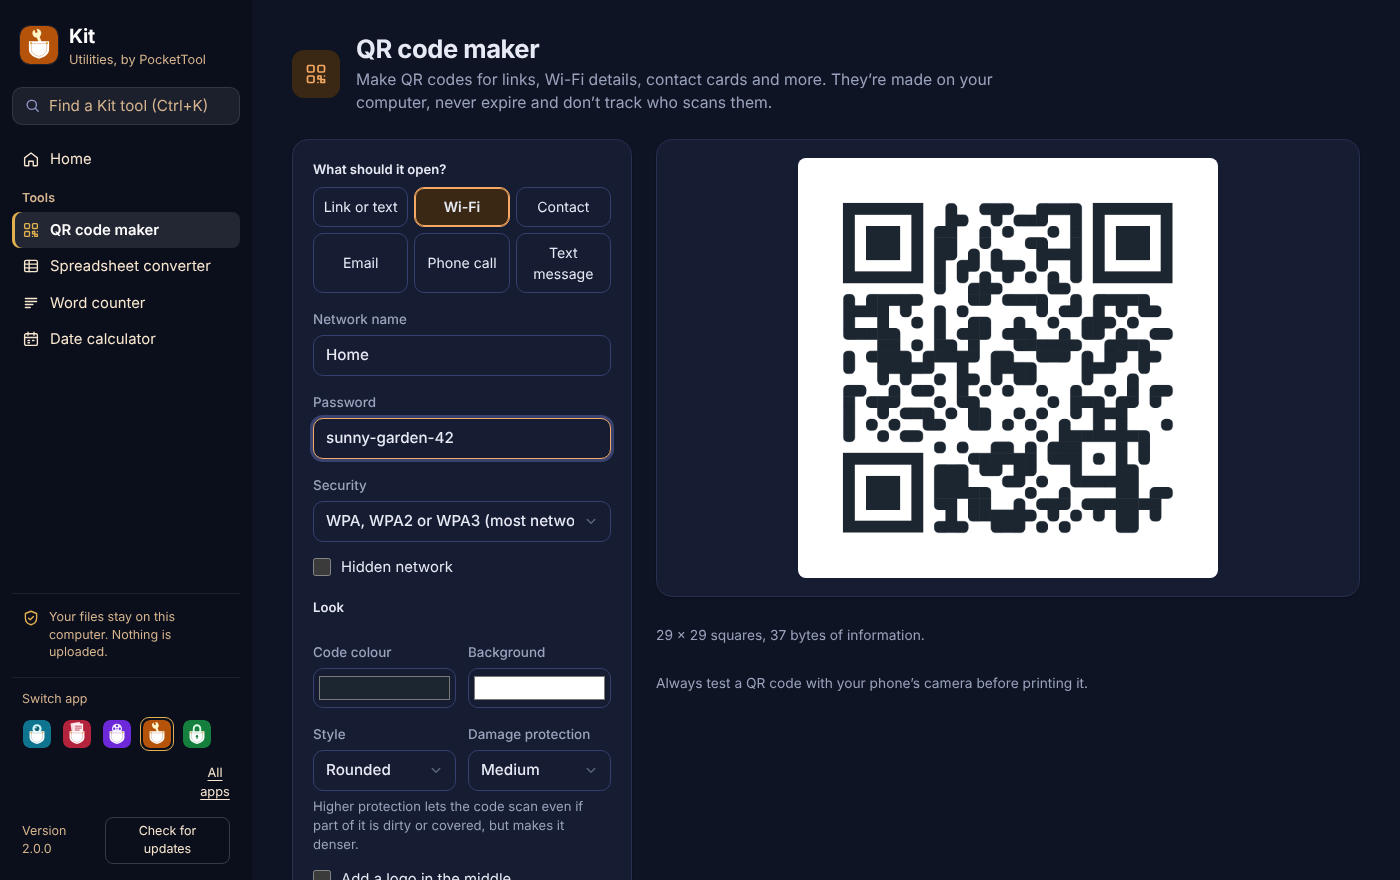 Kit
Utilities, by PocketTool
Find a Kit tool (Ctrl+K)
Home
Tools
QR code maker
Spreadsheet converter
Word counter
Date calculator
Your files stay on this
computer. Nothing is
uploaded.
Switch app
All
apps
Version
2.0.0
Check for
updates
QR code maker
Make QR codes for links, Wi-Fi details, contact cards and more. They’re made on your
computer, never expire and don’t track who scans them.
What should it open?
Link or text
Wi-Fi
Contact
Email
Phone call
Text
message
Network name
Home
Password
sunny-garden-42
Security
WPA, WPA2 or WPA3 (most netwo
Hidden network
Look
Code colour
Background
Style
Damage protection
Rounded
Medium
Higher protection lets the code scan even if
part of it is dirty or covered, but makes it
denser.
Add a logo in the middle
29 × 29 squares, 37 bytes of information.
Always test a QR code with your phone’s camera before printing it.